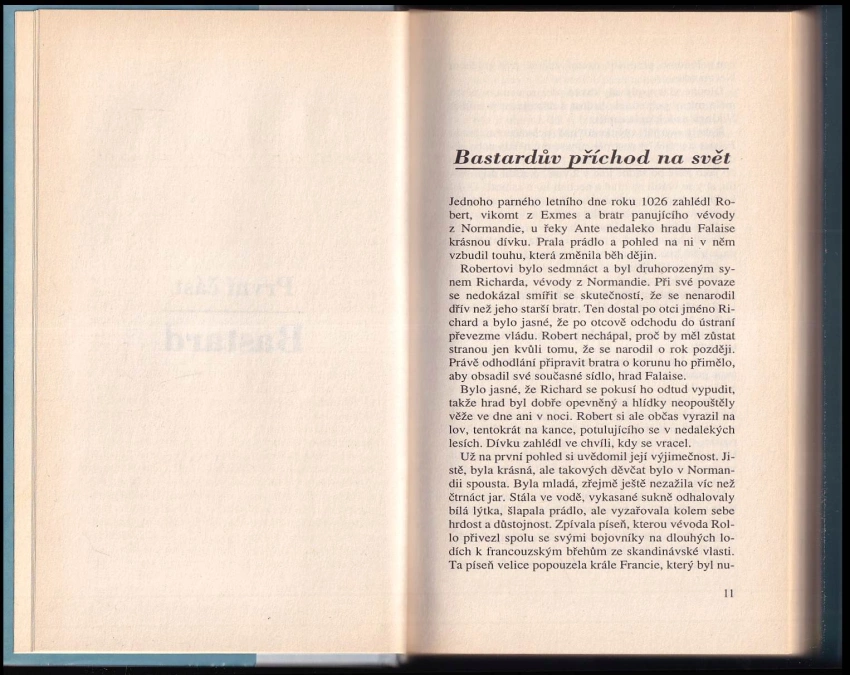 Bastardův příchod na svět
Jednoho parného letního dne roku 1026 zahlédl Ro-
bert, vikomt z Exmes a bratr panujícího vévody
z Normandie, u řeky Ante nedaleko hradu Falaise
krásnou dívku. Prala prádlo a pohled na ni v něm
vzbudil touhu, která změnila běh dějin.
Robertovi bylo sedmnáct a byl druhorozeným sy-
nem Richarda, vévody z Normandie. Při své povaze
se nedokázal smířit se skutečností, že se nenarodil
dřív než jeho starší bratr. Ten dostal po otci jméno Ri-
chard a bylo jasné, že po otcově odchodu do ústraní
převezme vládu. Robert nechápal, proč by měl zůstat
stranou jen kvůli tomu, že se narodil o rok později.
Právě odhodlání připravit bratra o korunu ho přimělo,
aby obsadil své současné sídlo, hrad Falaise.
Bylo jasné, že Richard se pokusí ho odtud vypudit,
takže hrad byl dobře opevněný a hlídky neopouštěly
věže ve dne ani v noci. Robert si ale občas vyrazil na
lov, tentokrát na kance, potulujícího se v nedalekých
lesích. Dívku zahlédl ve chvíli, kdy se vracel.
Už na první pohled si uvědomil její výjimečnost. Ji-
stě, byla krásná, ale takových děvčat bylo v Norman-
dii spousta. Byla mladá, zřejmě ještě nezažila víc než
čtrnáct jar. Stála ve vodě, vykasané sukně odhalovaly
bílá lýtka, šlapala prádlo, ale vyzařovala kolem sebe
hrdost a důstojnost. Zpívala píseň, kterou vévoda Rol-
lo přivezl spolu se svými bojovníky na dlouhých lo-
dích k francouzským břehům ze skandinávské vlasti.
Ta píseň velice popouzela krále Francie, který byl nu-
11